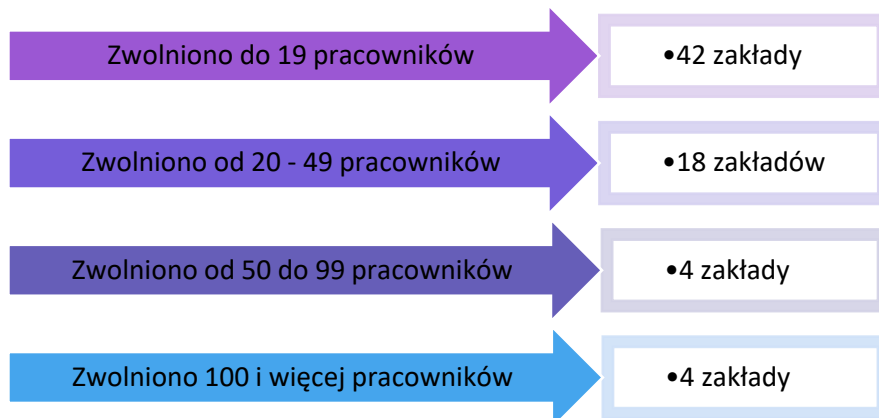 Zwolniono do 19 pracowników
•42 zakłady
Zwolniono od 20 - 49 pracowników
•18 zakładów
Zwolniono od 50 do 99 pracowników
•4 zakłady
Zwolniono 100 i więcej pracowników
•4 zakłady